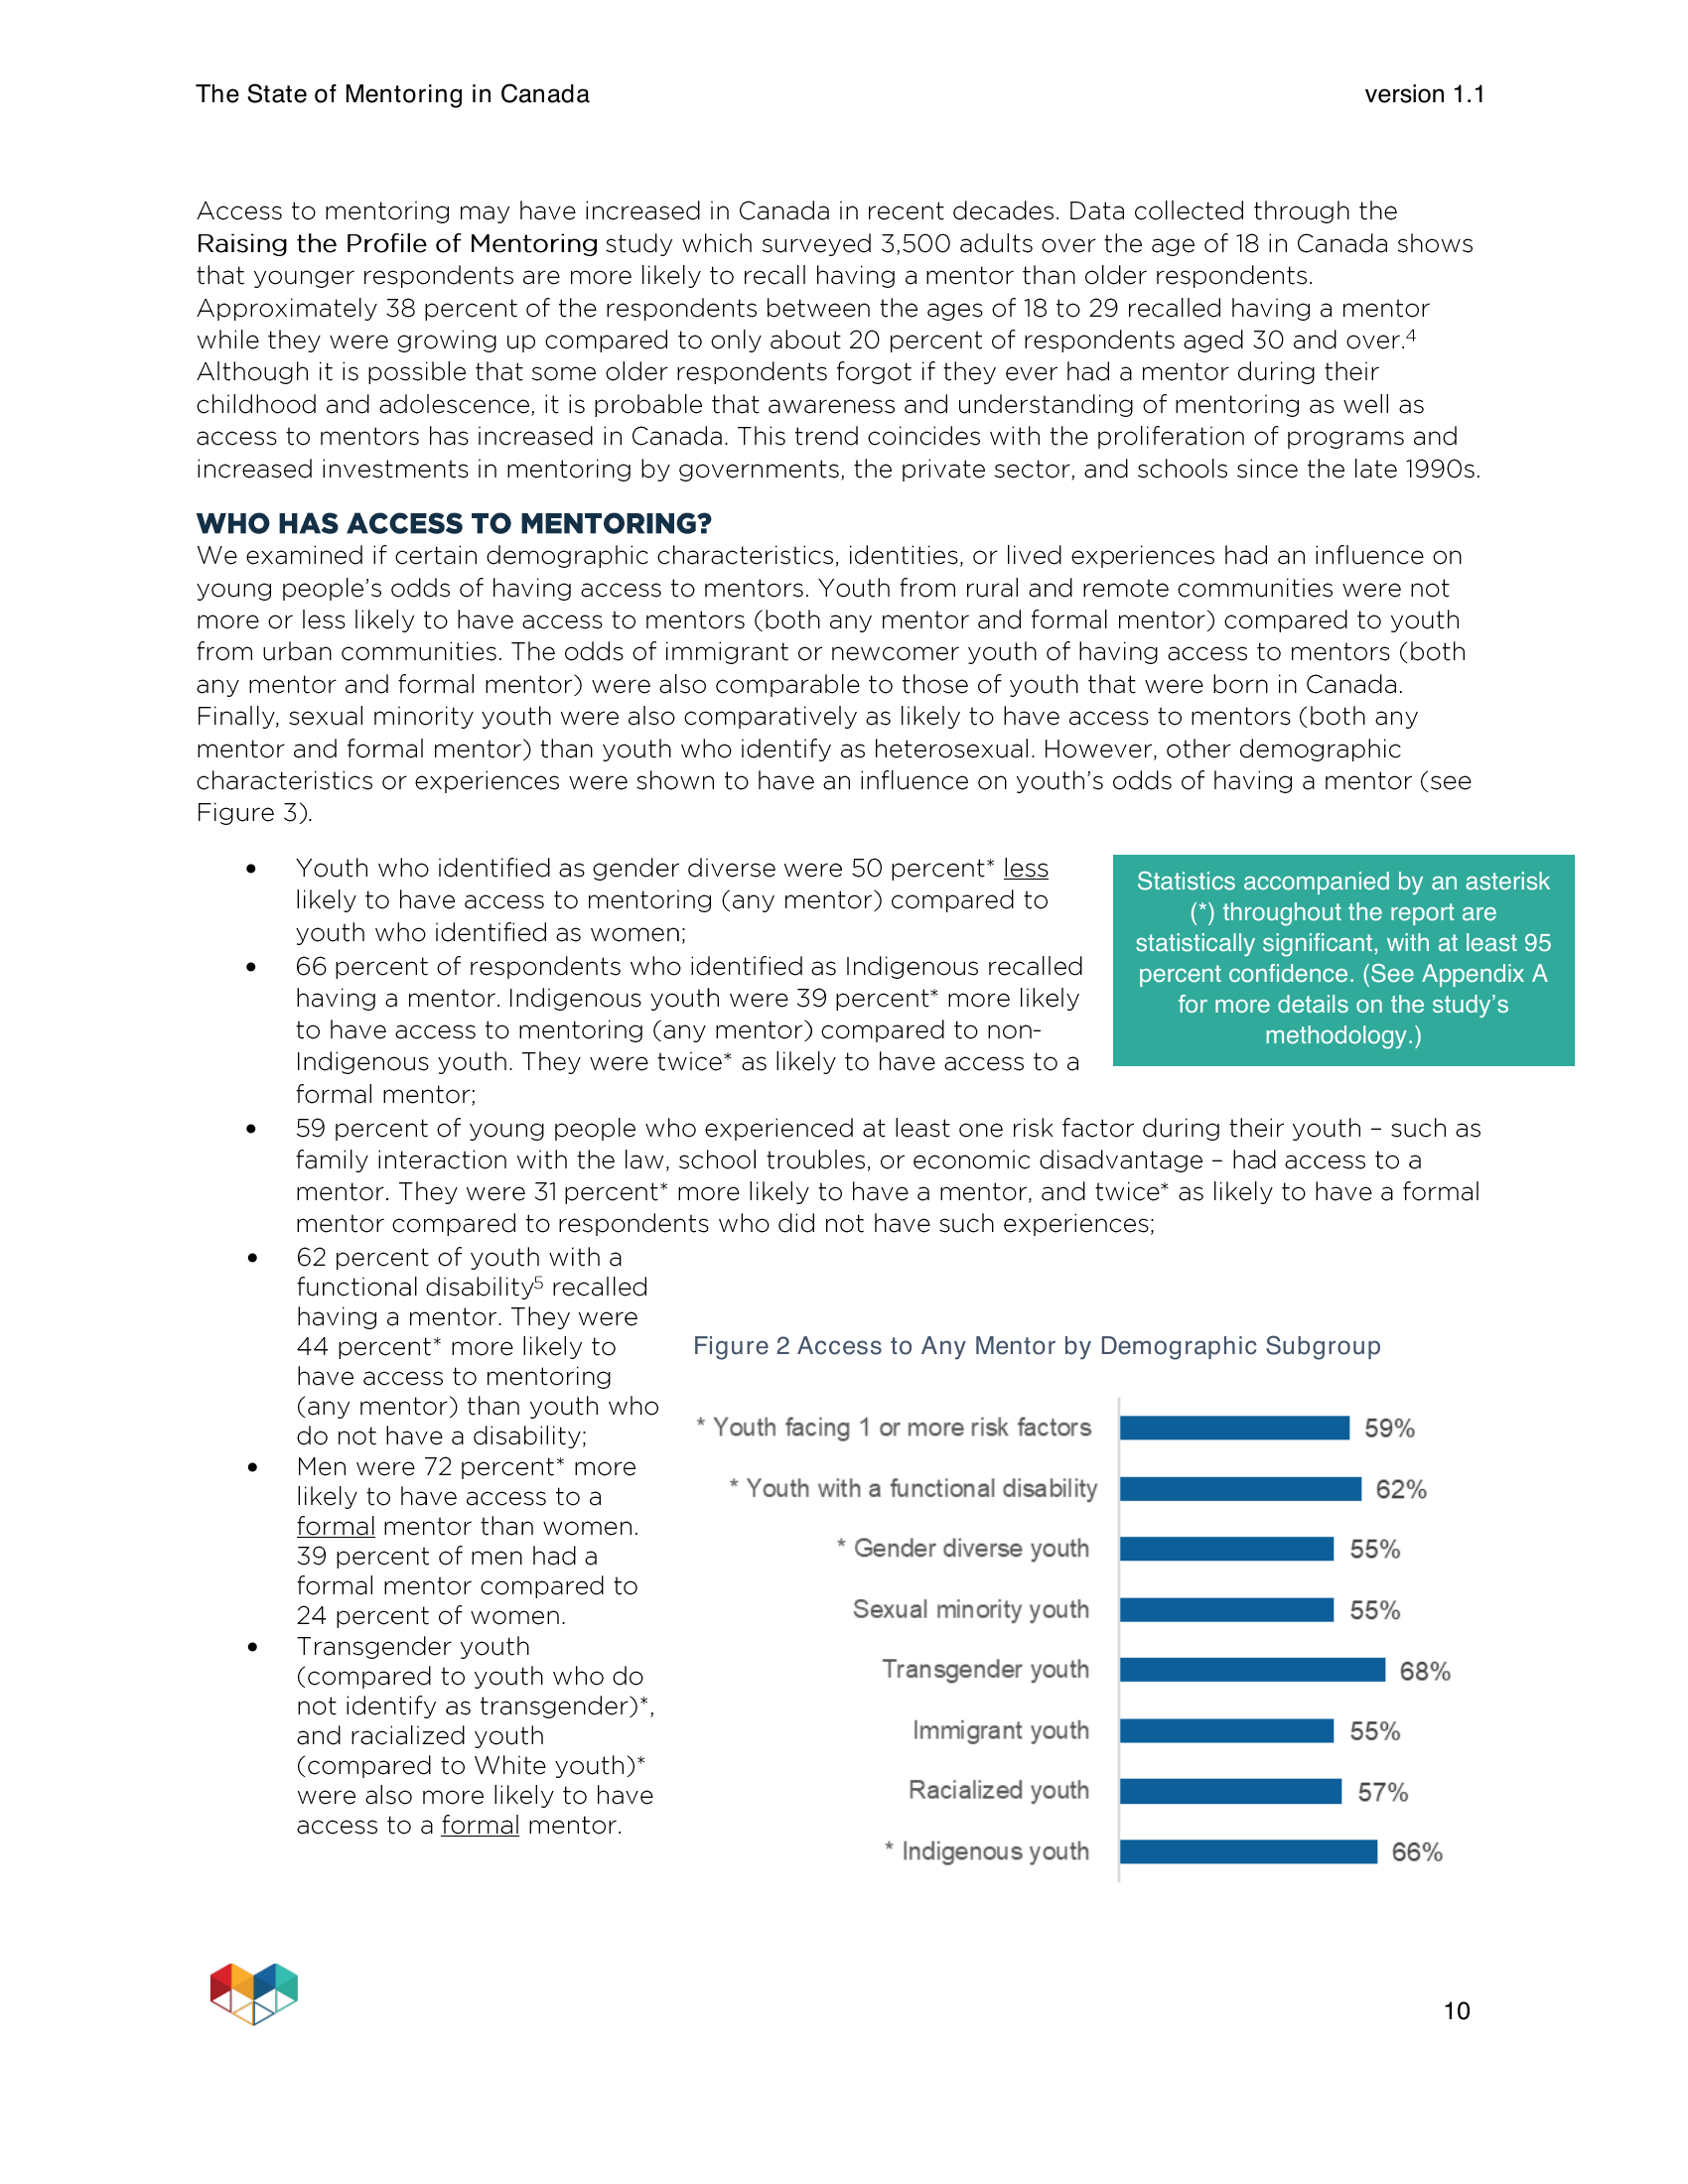 The State of Mentoring in Canada
version 1.1
Access to mentoring may have increased in Canada in recent decades. Data collected through the
Raising the Profile of Mentoring study which surveyed 3,500 adults over the age of 18 in Canada shows
that younger respondents are more likely to recall having a mentor than older respondents.
Approximately 38 percent of the respondents between the ages of 18 to 29 recalled having a mentor
while they were growing up compared to only about 20 percent of respondents aged 30 and over.⁴
Although it is possible that some older respondents forgot if they ever had a mentor during their
childhood and adolescence, it is probable that awareness and understanding of mentoring as well as
access to mentors has increased in Canada. This trend coincides with the proliferation of programs and
increased investments in mentoring by governments, the private sector, and schools since the late 1990s.
WHO HAS ACCESS TO MENTORING?
We examined if certain demographic characteristics, identities, or lived experiences had an influence on
young people's odds of having access to mentors. Youth from rural and remote communities were not
more or less likely to have access to mentors (both any mentor and formal mentor) compared to youth
from urban communities. The odds of immigrant or newcomer youth of having access to mentors (both
any mentor and formal mentor) were also comparable to those of youth that were born in Canada.
Finally, sexual minority youth were also comparatively as likely to have access to mentors (both any
mentor and formal mentor) than youth who identify as heterosexual. However, other demographic
characteristics or experiences were shown to have an influence on youth's odds of having a mentor (see
Figure 3).
• Youth who identified as gender diverse were 50 percent* less
likely to have access to mentoring (any mentor) compared to
youth who identified as women;
• 66 percent of respondents who identified as Indigenous recalled
having a mentor. Indigenous youth were 39 percent* more likely
to have access to mentoring (any mentor) compared to non-
Indigenous youth. They were twice* as likely to have access to a
formal mentor;
Statistics accompanied by an asterisk
(*) throughout the report are
statistically significant, with at least 95
percent confidence. (See Appendix A
for more details on the study's
methodology.)
• 59 percent of young people who experienced at least one risk factor during their youth – such as
family interaction with the law, school troubles, or economic disadvantage – had access to a
mentor. They were 31 percent* more likely to have a mentor, and twice* as likely to have a formal
mentor compared to respondents who did not have such experiences;
• 62 percent of youth with a
functional disability⁵ recalled
having a mentor. They were
44 percent* more likely to
have access to mentoring
(any mentor) than youth who
do not have a disability;
• Men were 72 percent* more
likely to have access to a
formal mentor than women.
39 percent of men had a
formal mentor compared to
24 percent of women.
• Transgender youth
(compared to youth who do
not identify as transgender)*,
and racialized youth
(compared to White youth)*
were also more likely to have
access to a formal mentor.
Figure 2 Access to Any Mentor by Demographic Subgroup
* Youth facing 1 or more risk factors 59%
* Youth with a functional disability 62%
* Gender diverse youth 55%
Sexual minority youth 55%
Transgender youth 68%
Immigrant youth 55%
Racialized youth 57%
* Indigenous youth 66%
10